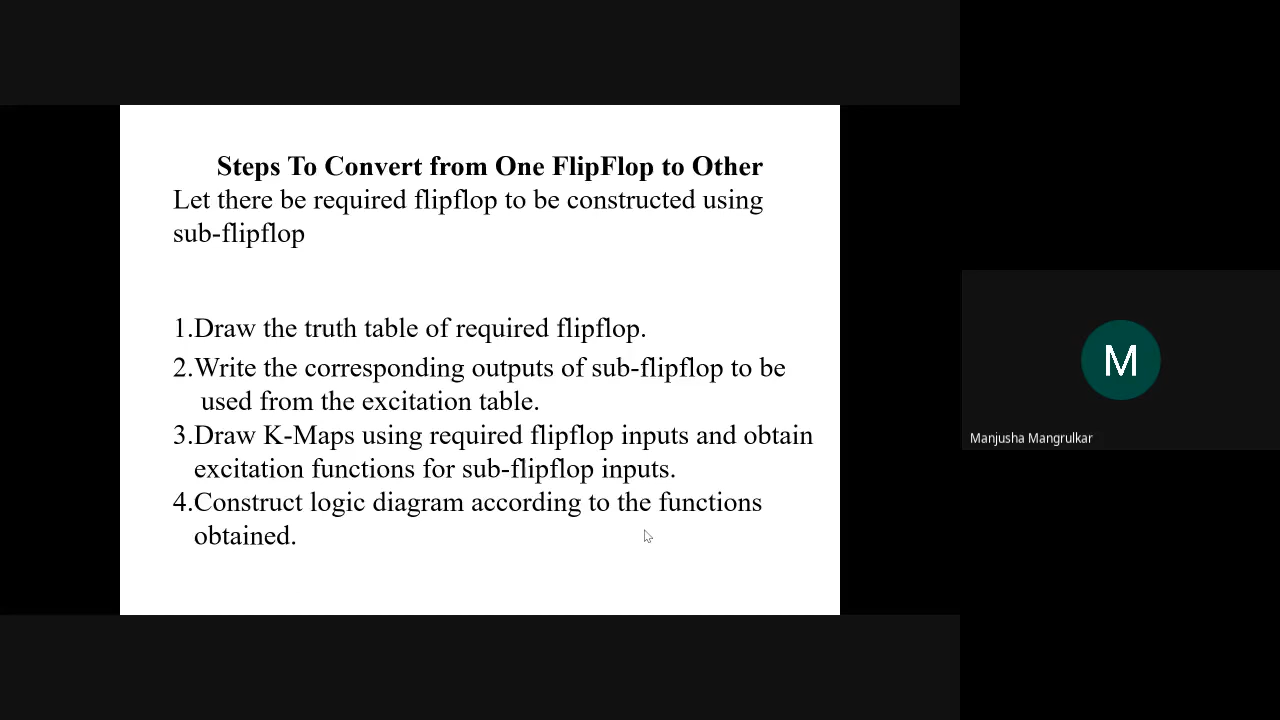 Steps To Convert from One FlipFlop to Other
Let there be required flipflop to be constructed using
sub-flipflop
1.Draw the truth table of required flipflop.
2.Write the corresponding outputs of sub-flipflop to be
used from the excitation table.
3.Draw K-Maps using required flipflop inputs and obtain
excitation functions for sub-flipflop inputs.
4.Construct logic diagram according to the functions
obtained.
M
Manjusha Mangrulkar